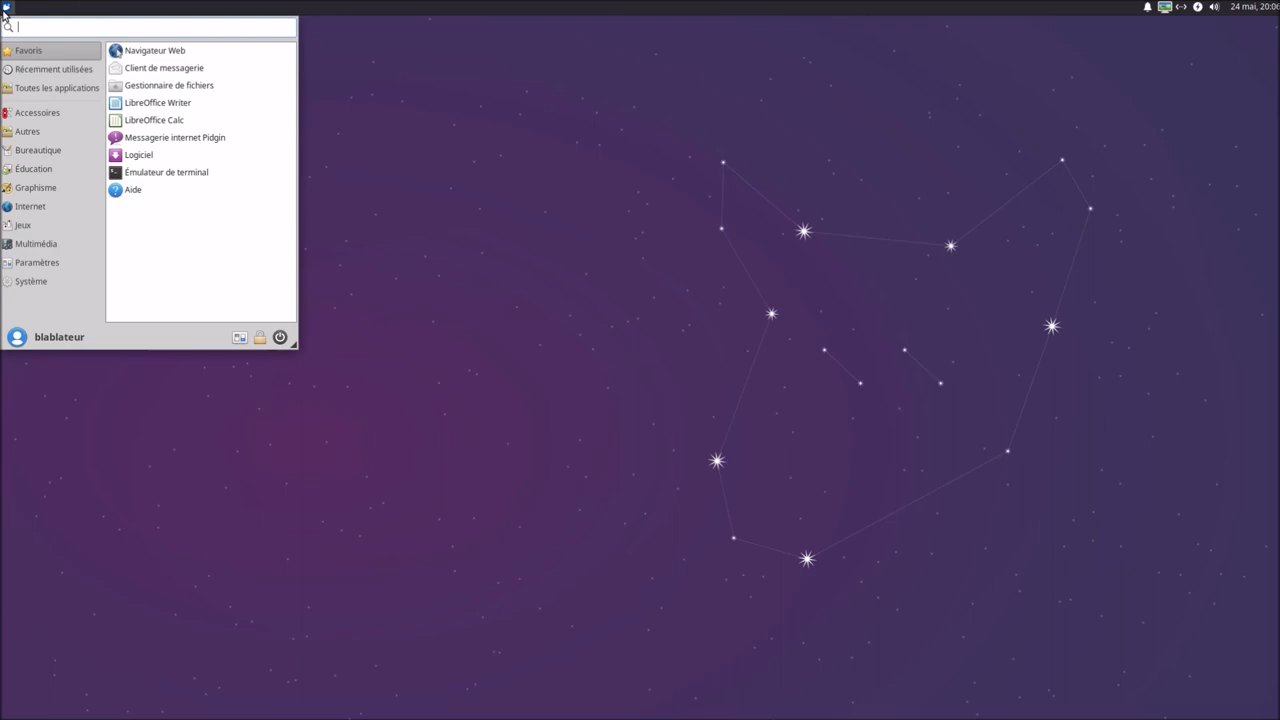 24 mai, 20:06
Favoris
Récemment utilisées
Toutes les applications
Accessoires
Autres
Bureautique
Éducation
Graphisme
Internet
Jeux
Multimédia
Paramètres
Système
Navigateur Web
Client de messagerie
Gestionnaire de fichiers
LibreOffice Writer
LibreOffice Calc
Messagerie internet Pidgin
Logiciel
Émulateur de terminal
Aide
blablateur